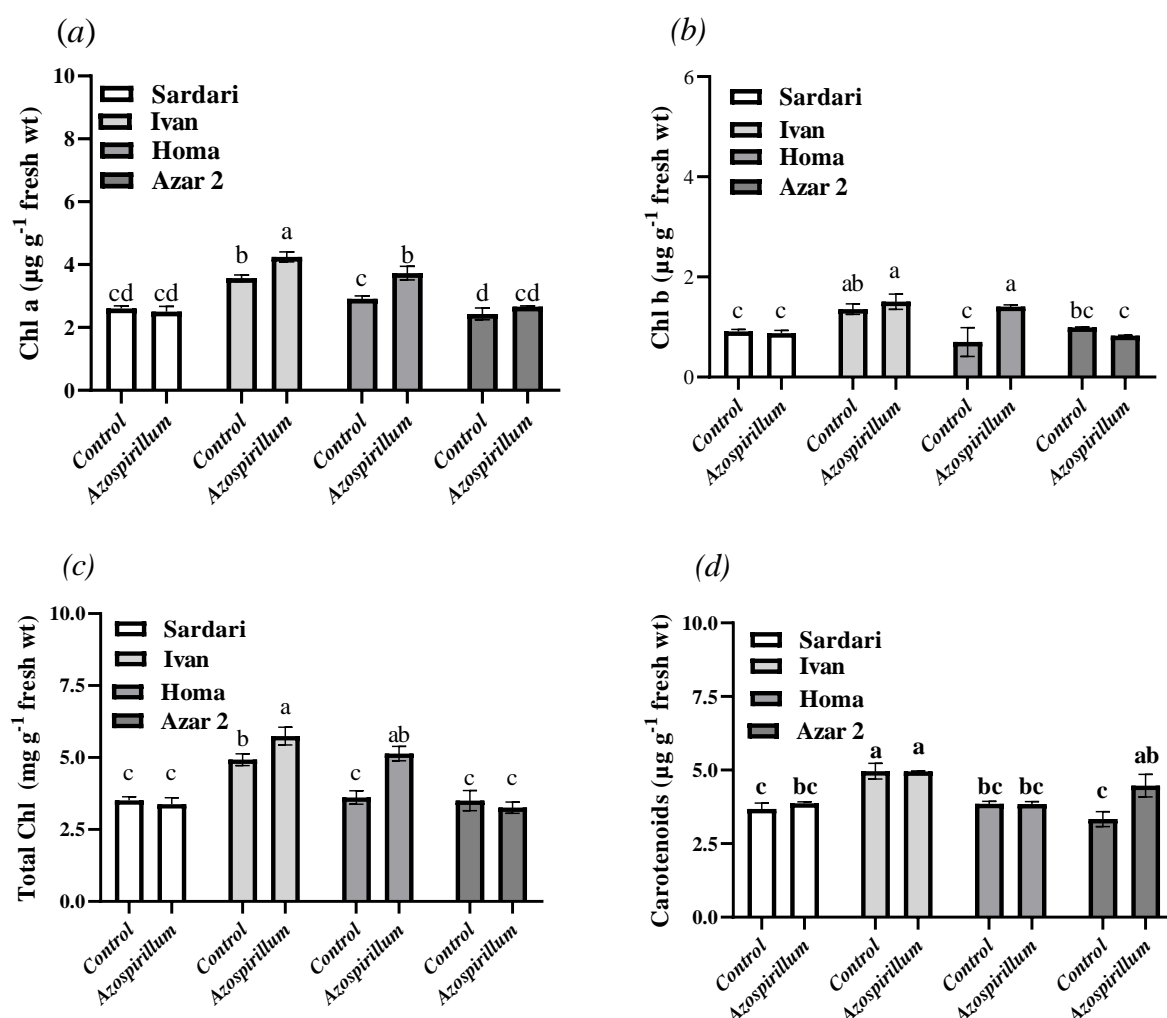 (a)
Chl a (µg g⁻¹ fresh wt)
10
8
6
4
2
0
Sardari
Ivan
Homa
Azar 2
cd
cd
b
a
c
b
d
cd
Control
Azospirillum
Control
Azospirillum
Control
Azospirillum
Control
Azospirillum
(b)
Chl b (µg g⁻¹ fresh wt)
6
4
2
0
Sardari
Ivan
Homa
Azar 2
c
c
ab
a
c
a
bc
c
Control
Azospirillum
Control
Azospirillum
Control
Azospirillum
Control
Azospirillum
(c)
Total Chl (mg g⁻¹ fresh wt)
10.0
7.5
5.0
2.5
0.0
Sardari
Ivan
Homa
Azar 2
c
c
b
a
c
ab
c
c
Control
Azospirillum
Control
Azospirillum
Control
Azospirillum
Control
Azospirillum
(d)
Carotenoids (µg g⁻¹ fresh wt)
10.0
7.5
5.0
2.5
0.0
Sardari
Ivan
Homa
Azar 2
c
bc
a
a
bc
bc
c
ab
Control
Azospirillum
Control
Azospirillum
Control
Azospirillum
Control
Azospirillum